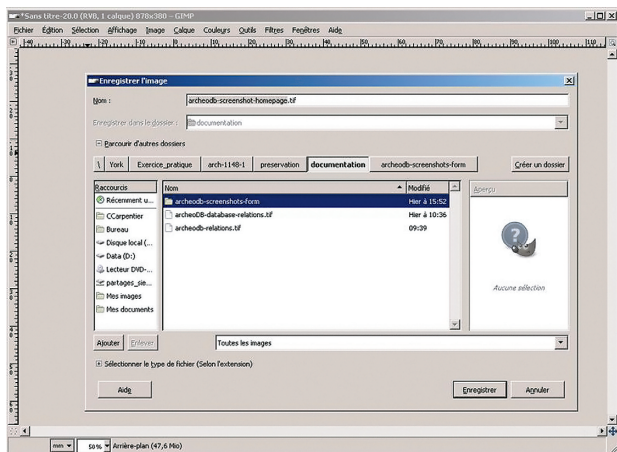 *Sans titre-20.0 (RVB, 1 calque) 878x380 – GIMP
Fichier Édition Sélection Affichage Image Calque Couleurs Outils Filtres Fenêtres Aide
Enregistrer l'image
Nom : archeodb-screenshot-homepage.tif
Enregistrer dans le dossier : documentation
Parcourir d'autres dossiers
\ York Exercice_pratique arch-1148-1 preservation documentation archeodb-screenshots-form Créer un dossier
Raccourcis
Récemment u...
CCarpentier
Bureau
Disque local (...
Data (D:)
Lecteur DVD-...
partages_sie...
Mes images
Mes documents
Nom Modifié
archeodb-screenshots-form Hier à 15:52
archeoDB-database-relations.tif Hier à 10:36
archeodb-relations.tif 09:39
Aperçu
Aucune sélection
Ajouter Enlever Toutes les images
Sélectionner le type de fichier (Selon l'extension)
Aide Enregistrer Annuler
mm 50% Arrière-plan (47,6 Mio)